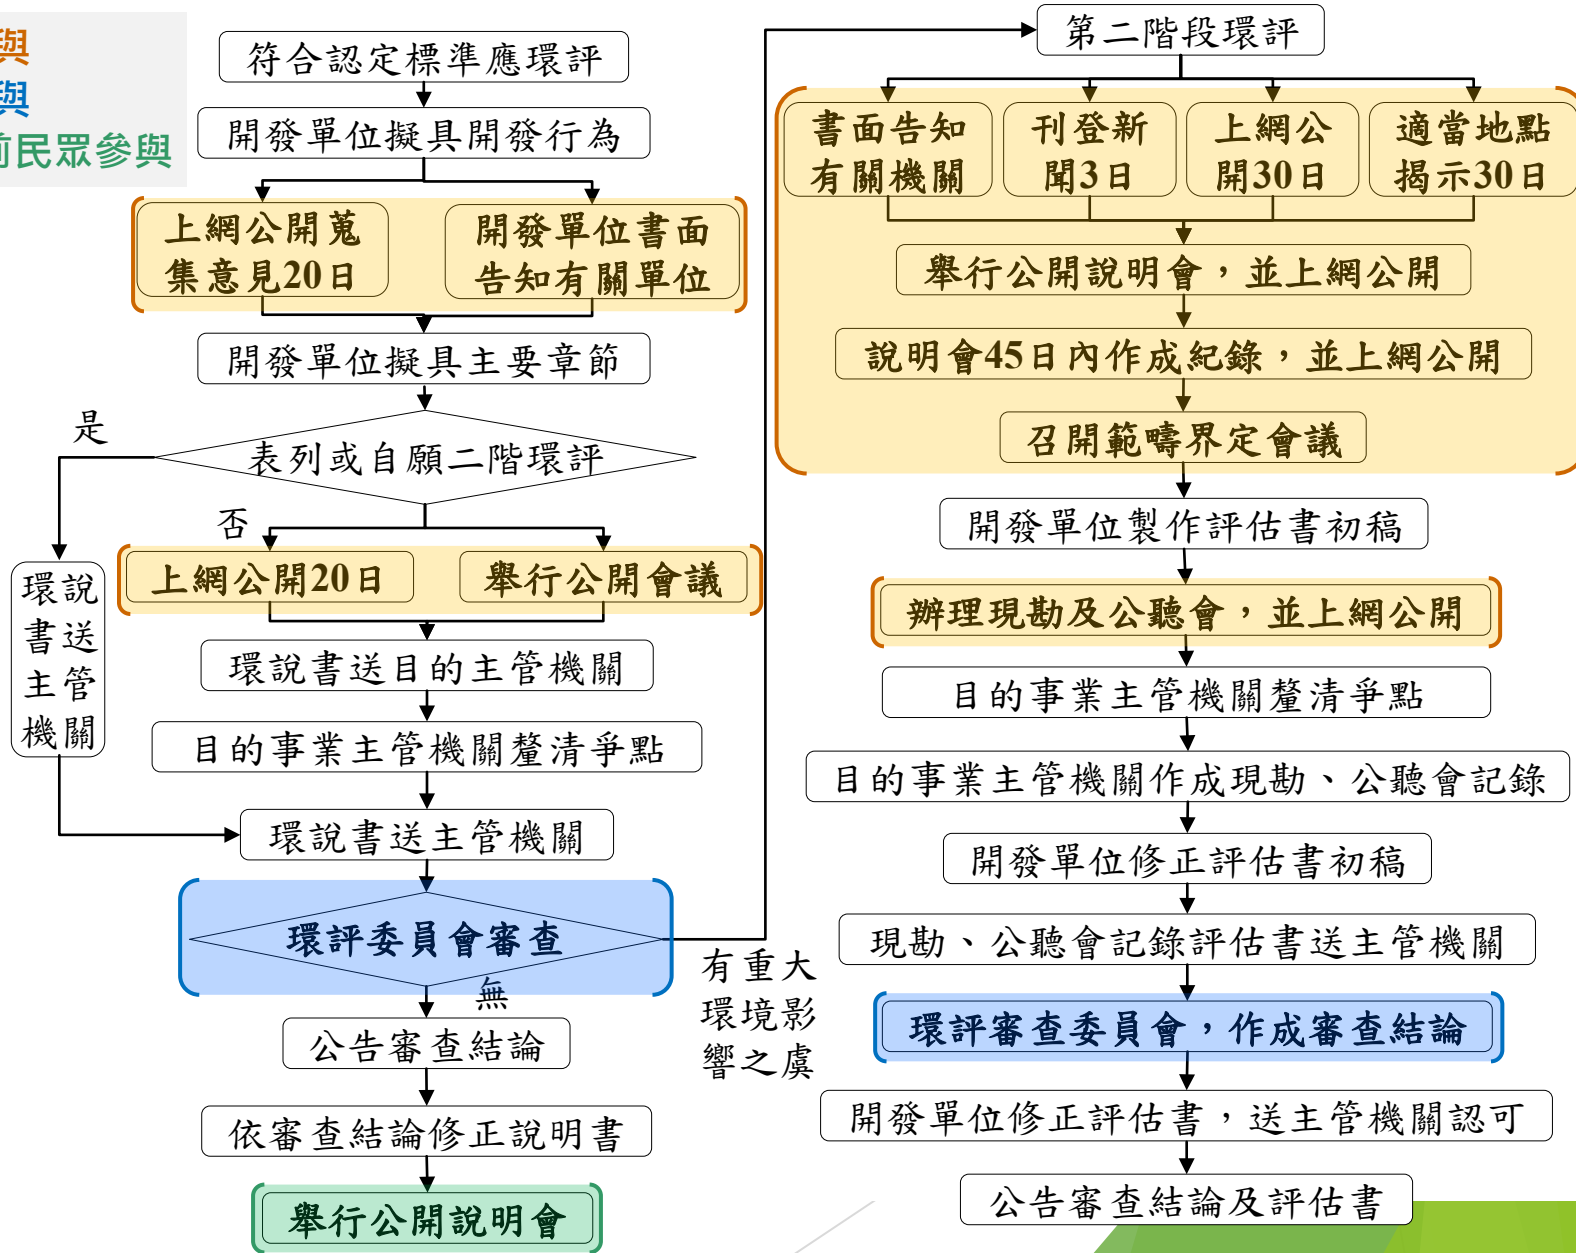 與
與
前民眾參與
符合認定標準應環評
開發單位擬具開發行為
上網公開蒐
集意見20日
開發單位書面
告知有關單位
開發單位擬具主要章節
是
表列或自願二階環評
否
環說
書送
主管
機關
上網公開20日
舉行公開會議
環說書送目的主管機關
目的事業主管機關釐清爭點
環說書送主管機關
環評委員會審查
無
有重大
環境影
響之虞
公告審查結論
依審查結論修正說明書
舉行公開說明會
第二階段環評
書面告知
有關機關
刊登新
聞3日
上網公
開30日
適當地點
揭示30日
舉行公開說明會，並上網公開
說明會45日內作成紀錄，並上網公開
召開範疇界定會議
開發單位製作評估書初稿
辦理現勘及公聽會，並上網公開
目的事業主管機關釐清爭點
目的事業主管機關作成現勘、公聽會記錄
開發單位修正評估書初稿
現勘、公聽會記錄評估書送主管機關
環評審查委員會，作成審查結論
開發單位修正評估書，送主管機關認可
公告審查結論及評估書